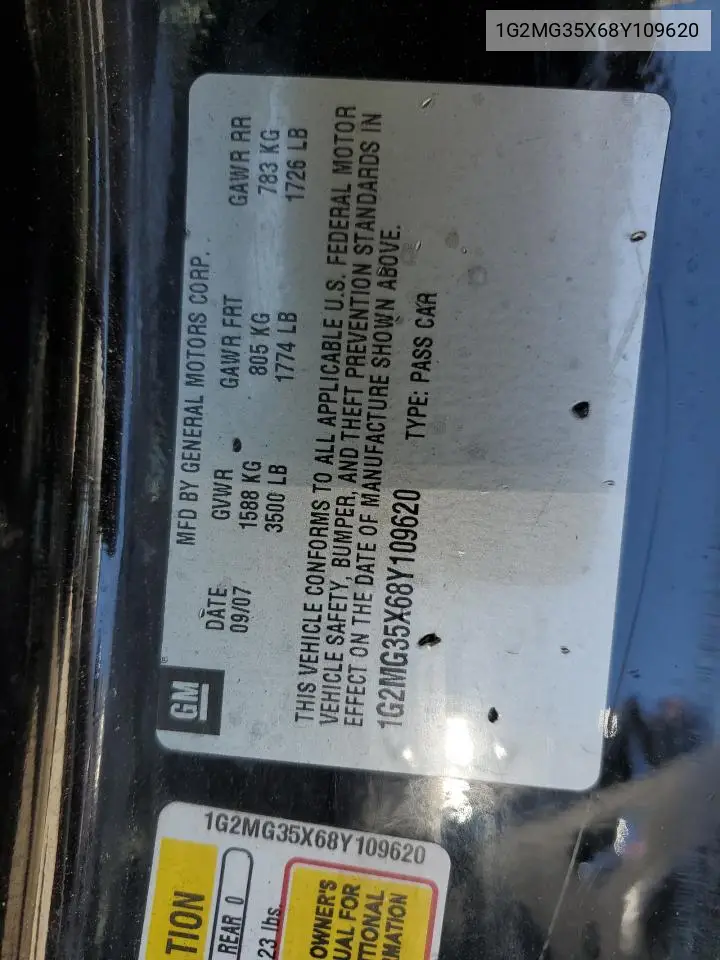 1G2MG35X68Y109620
GM
MFD BY GENERAL MOTORS CORP.
DATE GVWR GAWR FRT GAWR RR
09/07 1588 KG 805 KG 783 KG
3500 LB 1774 LB 1726 LB
THIS VEHICLE CONFORMS TO ALL APPLICABLE U.S. FEDERAL MOTOR
VEHICLE SAFETY, BUMPER, AND THEFT PREVENTION STANDARDS IN
EFFECT ON THE DATE OF MANUFACTURE SHOWN ABOVE.
1G2MG35X68Y109620 TYPE: PASS CAR
1G2MG35X68Y109620
TION
REAR 0
23 lbs.
OWNER'S
UAL FOR
TIONAL
MATION